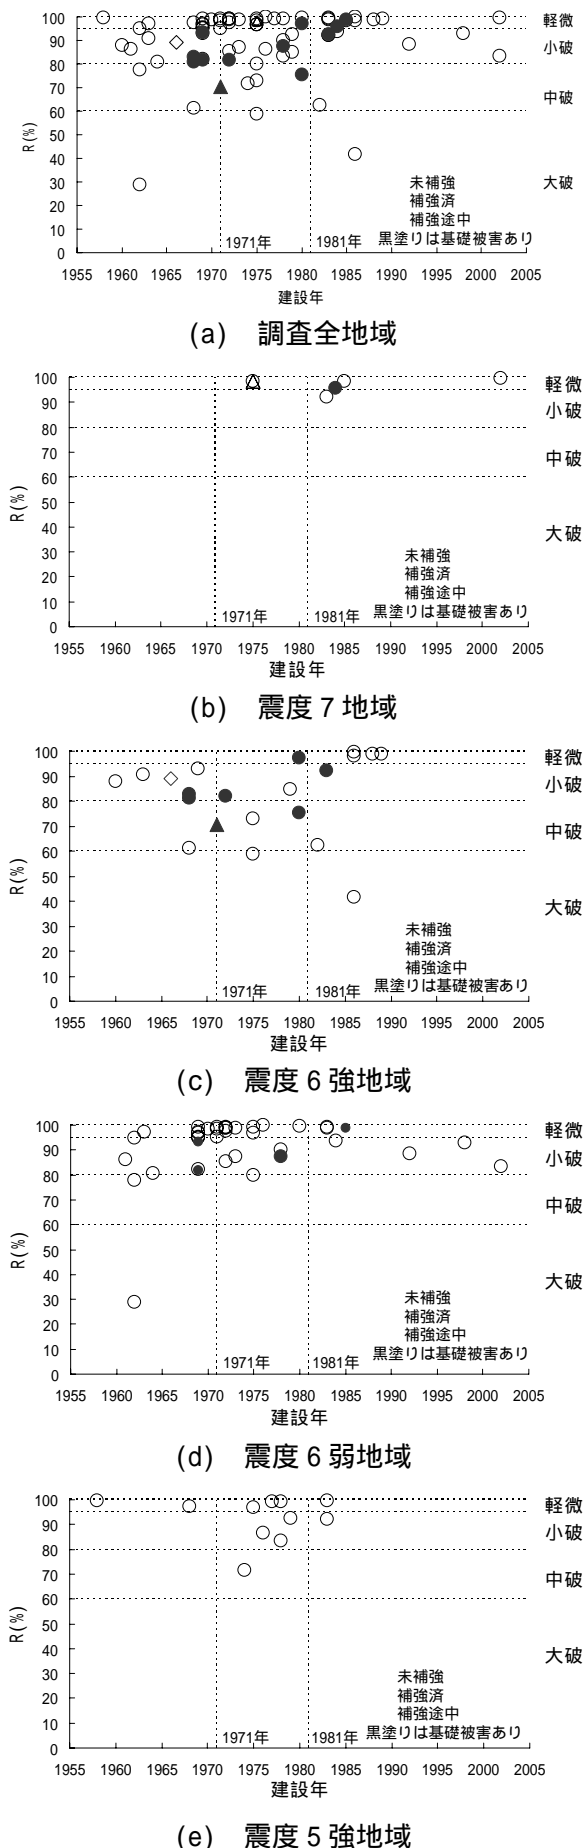 100
90
80
70
60
50
40
30
20
10
0
R(%)
軽微
小破
中破
大破
未補強
補強済
補強途中
黒塗りは基礎被害あり
1971年
1981年
1955 1960 1965 1970 1975 1980 1985 1990 1995 2000 2005
建設年
(a) 調査全地域
100
90
80
70
60
50
40
30
20
10
0
R(%)
軽微
小破
中破
大破
未補強
補強済
補強途中
黒塗りは基礎被害あり
1971年
1981年
1955 1960 1965 1970 1975 1980 1985 1990 1995 2000 2005
建設年
(b) 震度7地域
100
90
80
70
60
50
40
30
20
10
0
R(%)
軽微
小破
中破
大破
未補強
補強済
補強途中
黒塗りは基礎被害あり
1971年
1981年
1955 1960 1965 1970 1975 1980 1985 1990 1995 2000 2005
建設年
(c) 震度6強地域
100
90
80
70
60
50
40
30
20
10
0
R(%)
軽微
小破
中破
大破
未補強
補強済
補強途中
黒塗りは基礎被害あり
1971年
1981年
1955 1960 1965 1970 1975 1980 1985 1990 1995 2000 2005
建設年
(d) 震度6弱地域
100
90
80
70
60
50
40
30
20
10
0
R(%)
軽微
小破
中破
大破
未補強
補強済
補強途中
黒塗りは基礎被害あり
1971年
1981年
1955 1960 1965 1970 1975 1980 1985 1990 1995 2000 2005
建設年
(e) 震度5強地域